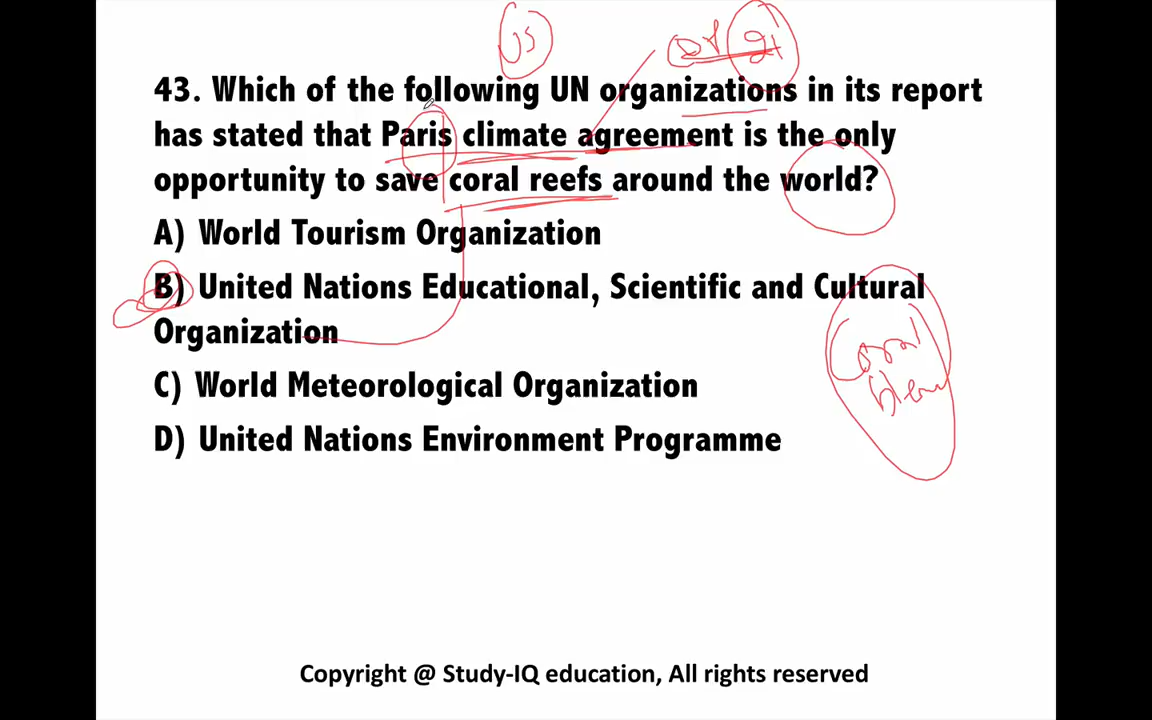 US
43. Which of the following UN organizations in its report
has stated that Paris climate agreement is the only
opportunity to save coral reefs around the world?
A) World Tourism Organization
B) United Nations Educational, Scientific and Cultural
Organization
Coral
C) World Meteorological Organization
D) United Nations Environment Programme
Copyright @ Study-IQ education, All rights reserved